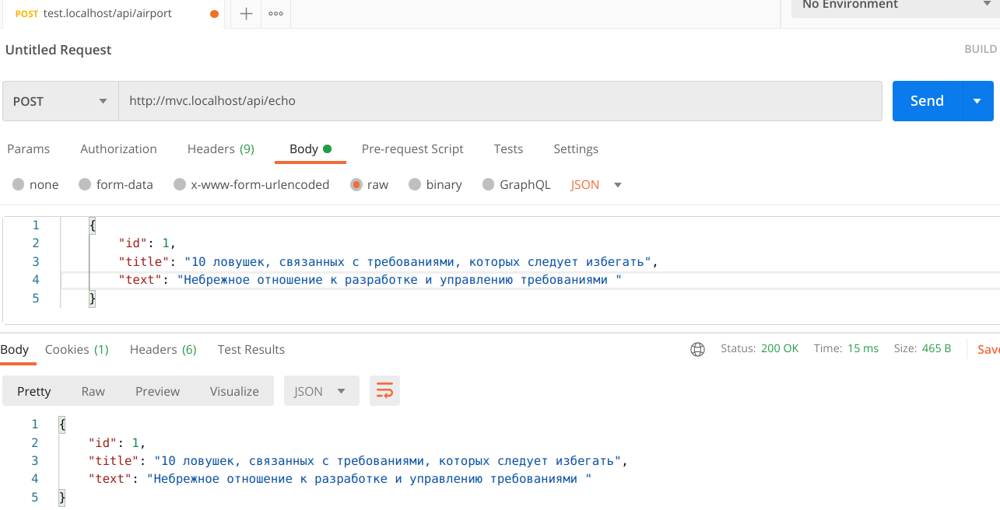 POST test.localhost/api/airport No Environment
Untitled Request BUILD
POST http://mvc.localhost/api/echo Send
Params Authorization Headers (9) Body Pre-request Script Tests Settings
none form-data x-www-form-urlencoded raw binary GraphQL JSON
1 {
2 "id": 1,
3 "title": "10 ловушек, связанных с требованиями, которых следует избегать",
4 "text": "Небрежное отношение к разработке и управлению требованиями "
5 }
Body Cookies (1) Headers (6) Test Results Status: 200 OK Time: 15 ms Size: 465 B Save
Pretty Raw Preview Visualize JSON
1 {
2 "id": 1,
3 "title": "10 ловушек, связанных с требованиями, которых следует избегать",
4 "text": "Небрежное отношение к разработке и управлению требованиями "
5 }